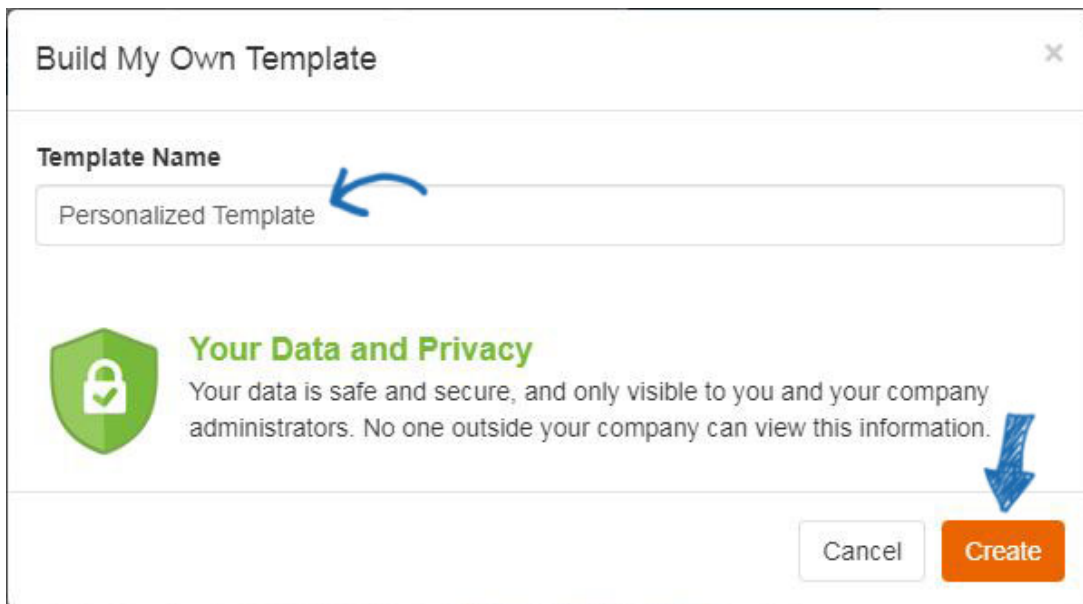 Build My Own Template
×
Template Name
Personalized Template
Your Data and Privacy
Your data is safe and secure, and only visible to you and your company
administrators. No one outside your company can view this information.
Cancel
Create